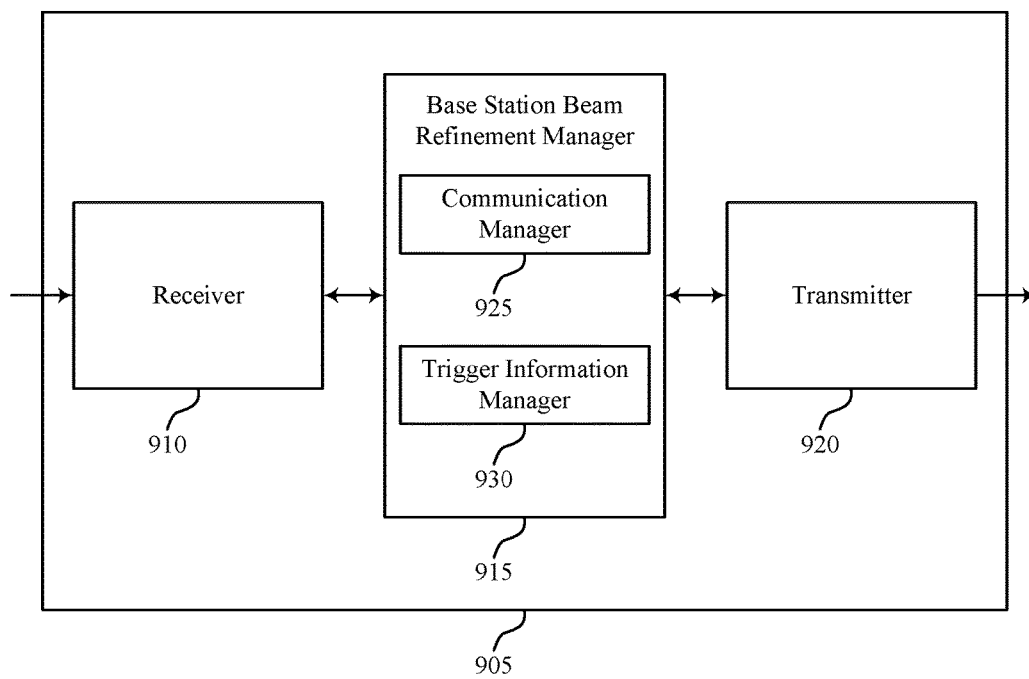 Base Station Beam
Refinement Manager
Communication
Manager
925
Receiver
Transmitter
Trigger Information
Manager
910
930
920
915
905